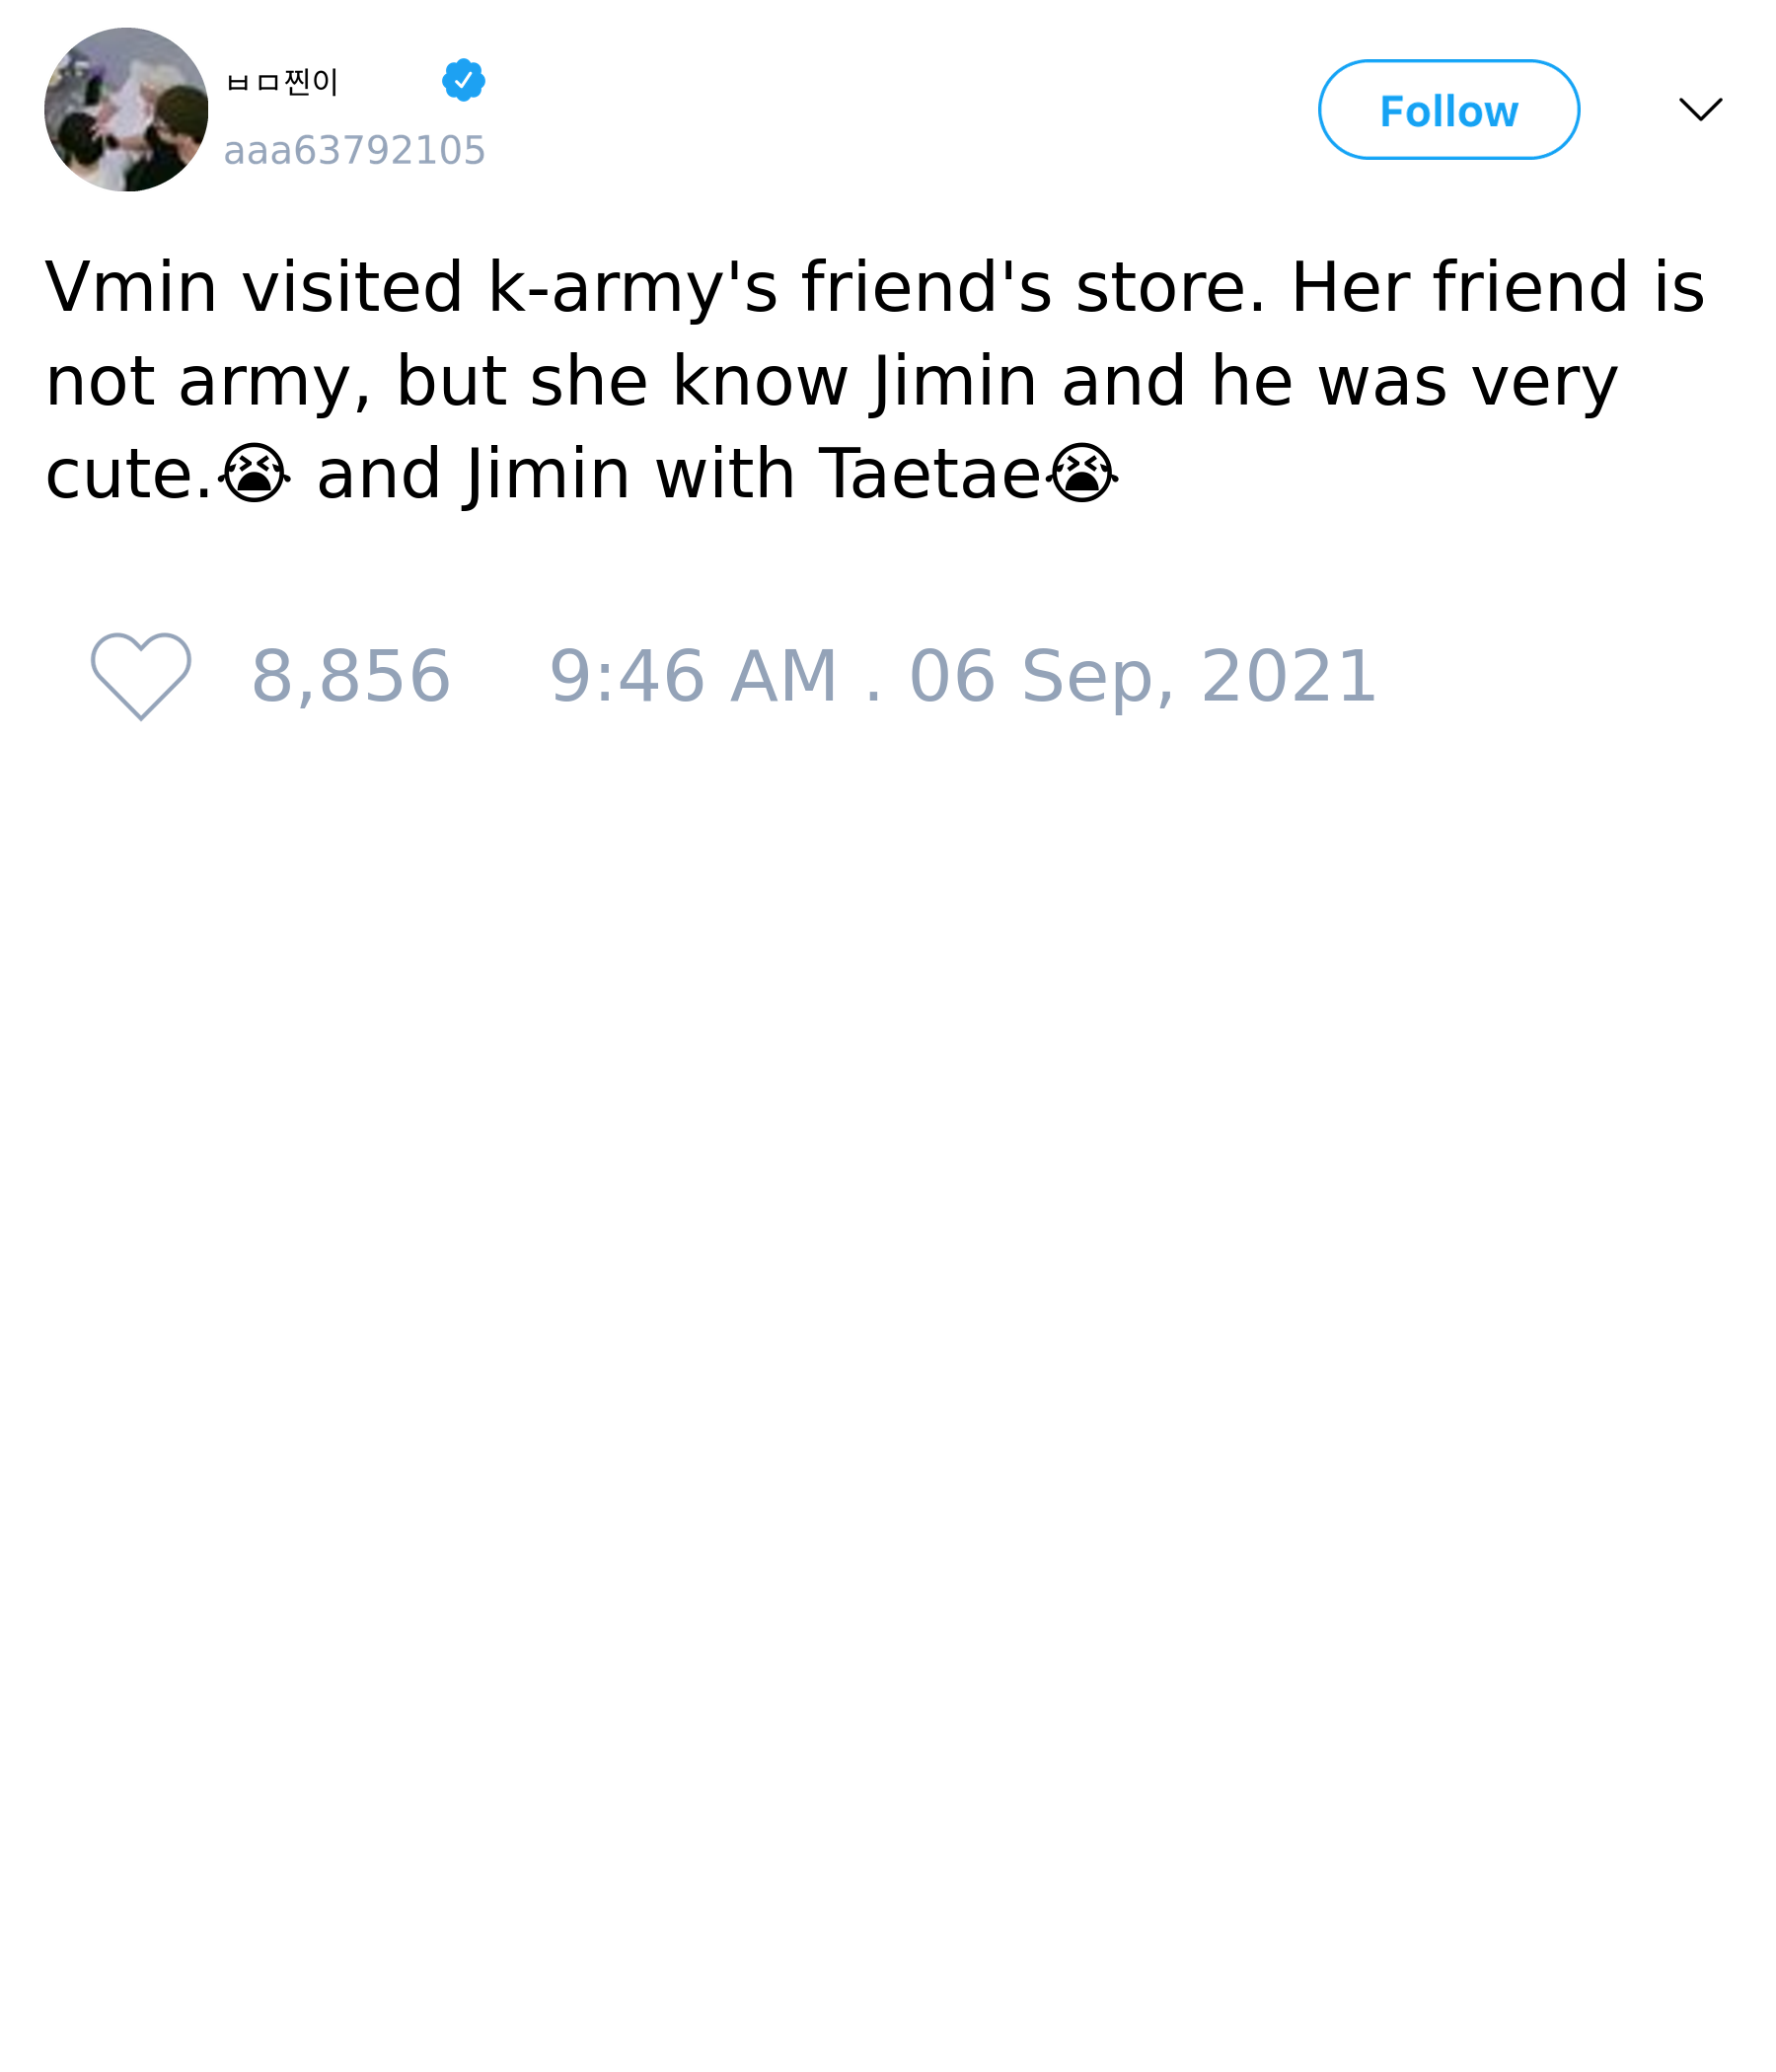 ㅂㅁ찐이
aaa63792105
Follow
Vmin visited k-army's friend's store. Her friend is
not army, but she know Jimin and he was very
cute.😭 and Jimin with Taetae😭
8,856 9:46 AM . 06 Sep, 2021